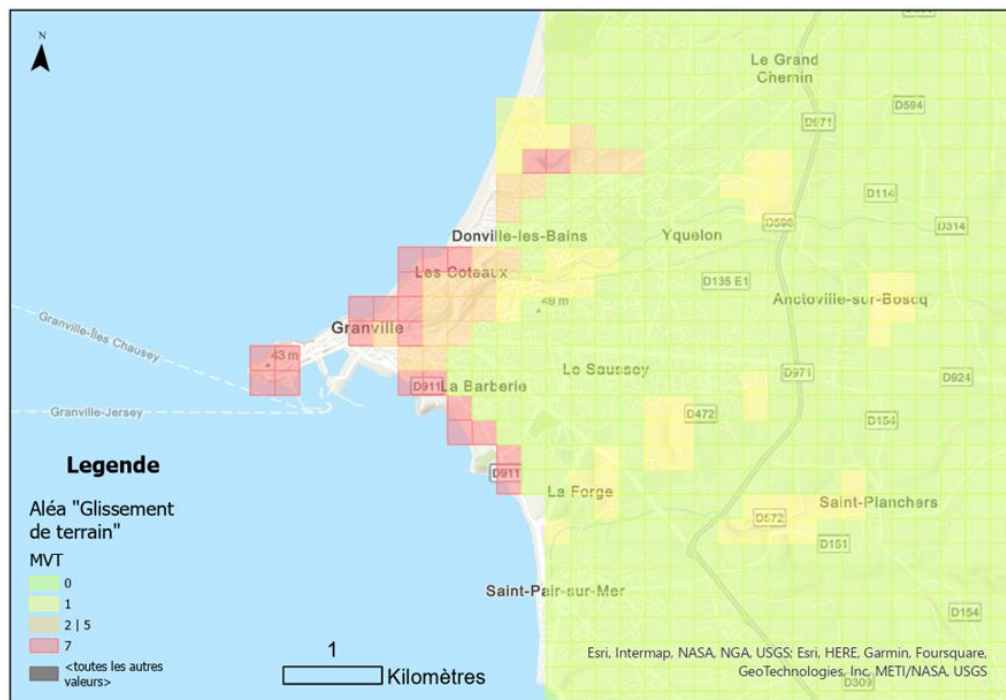 N
Le Grand
Chemin
D594
D971
D114
D598
D314
Donville-les-Bains
Yquelon
Les Coteaux
D135 E1
Anctoville-sur-Boscq
49 m
Granville-Îles Chausey
Granville
43 m
Le Saussey
D911
La Barberie
D971
D924
Granville-Jersey
D472
D154
Legende
D911
La Forge
Saint-Planchers
Aléa "Glissement
de terrain"
D572
D151
MVT
0
1
2 | 5
7
<toutes les autres
valeurs>
Saint-Pair-sur-Mer
D154
1
Kilomètres
Esri, Intermap, NASA, NGA, USGS; Esri, HERE, Garmin, Foursquare,
GeoTechnologies, Inc, METI/NASA, USGS
D309